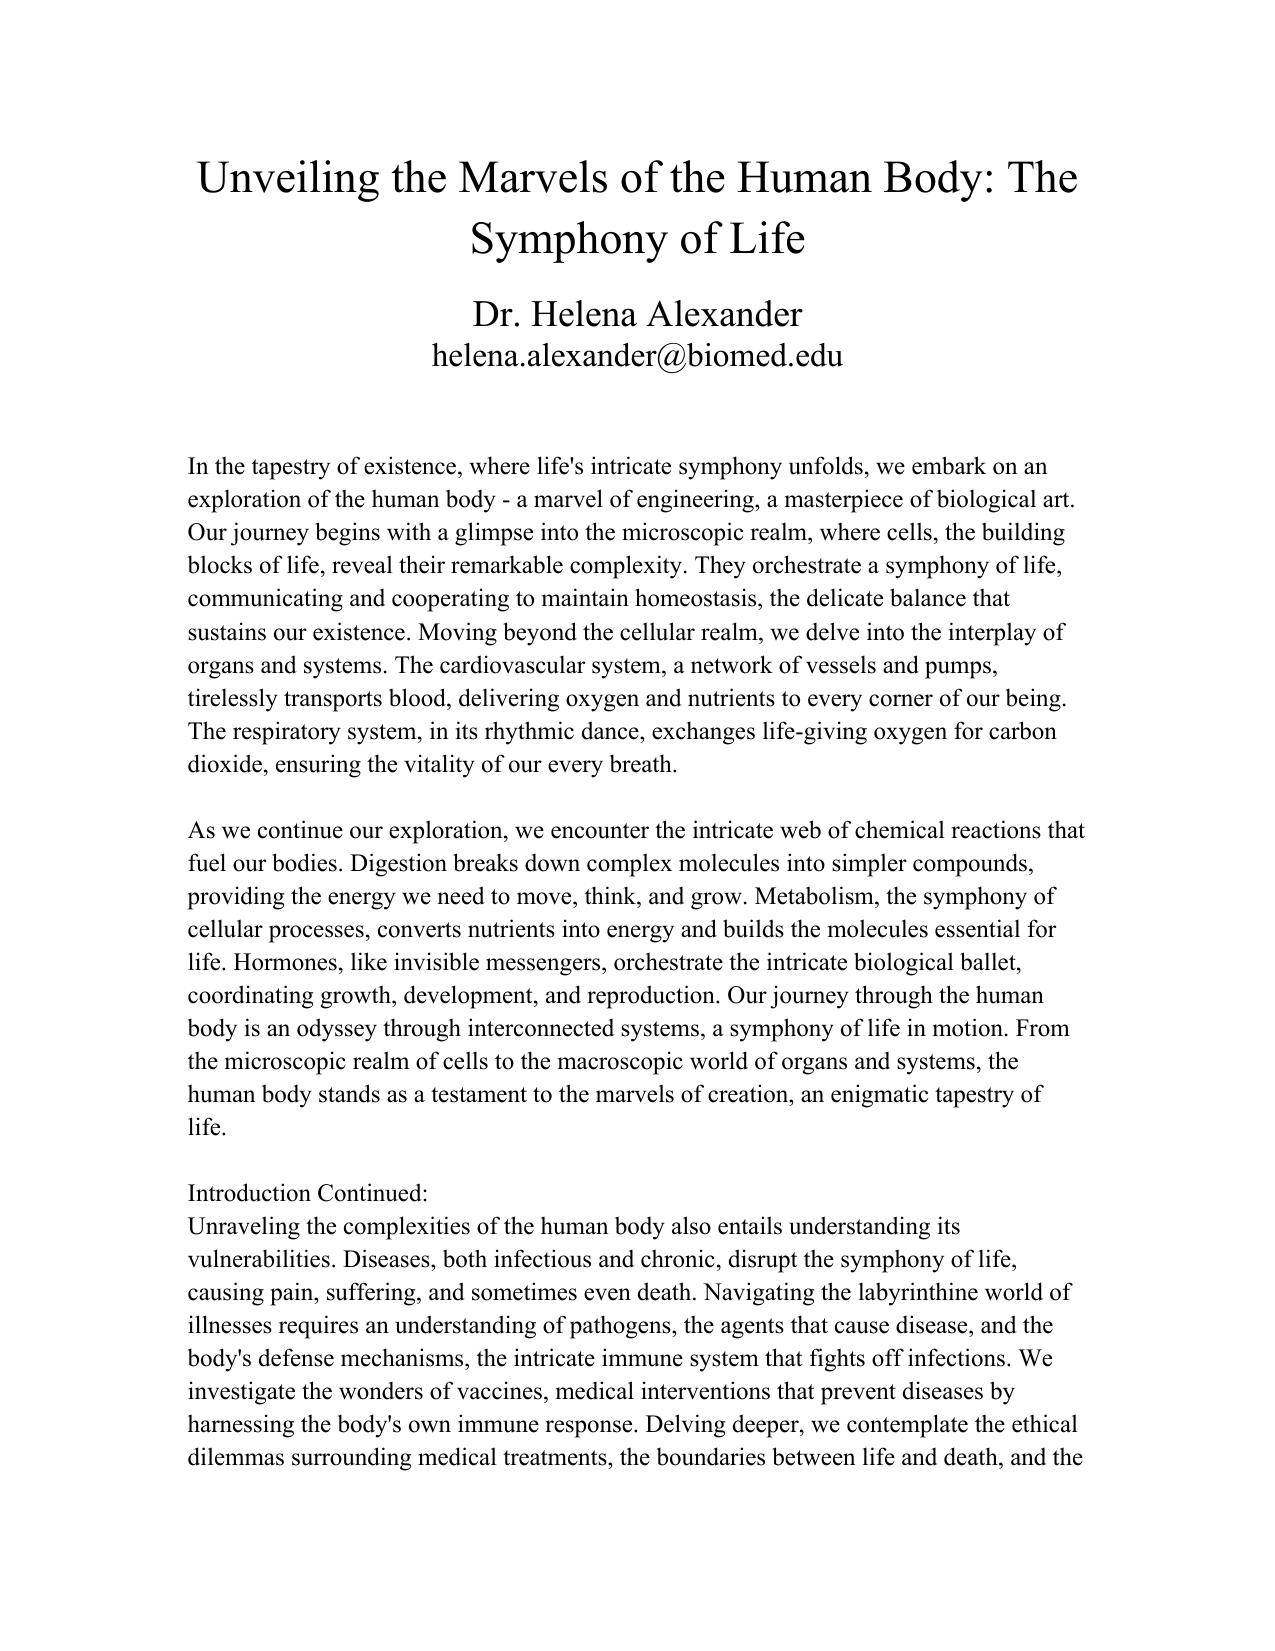 Unveiling the Marvels of the Human Body: The
Symphony of Life
Dr. Helena Alexander
helena.alexander@biomed.edu
In the tapestry of existence, where life's intricate symphony unfolds, we embark on an
exploration of the human body - a marvel of engineering, a masterpiece of biological art.
Our journey begins with a glimpse into the microscopic realm, where cells, the building
blocks of life, reveal their remarkable complexity. They orchestrate a symphony of life,
communicating and cooperating to maintain homeostasis, the delicate balance that
sustains our existence. Moving beyond the cellular realm, we delve into the interplay of
organs and systems. The cardiovascular system, a network of vessels and pumps,
tirelessly transports blood, delivering oxygen and nutrients to every corner of our being.
The respiratory system, in its rhythmic dance, exchanges life-giving oxygen for carbon
dioxide, ensuring the vitality of our every breath.
As we continue our exploration, we encounter the intricate web of chemical reactions that
fuel our bodies. Digestion breaks down complex molecules into simpler compounds,
providing the energy we need to move, think, and grow. Metabolism, the symphony of
cellular processes, converts nutrients into energy and builds the molecules essential for
life. Hormones, like invisible messengers, orchestrate the intricate biological ballet,
coordinating growth, development, and reproduction. Our journey through the human
body is an odyssey through interconnected systems, a symphony of life in motion. From
the microscopic realm of cells to the macroscopic world of organs and systems, the
human body stands as a testament to the marvels of creation, an enigmatic tapestry of
life.
Introduction Continued:
Unraveling the complexities of the human body also entails understanding its
vulnerabilities. Diseases, both infectious and chronic, disrupt the symphony of life,
causing pain, suffering, and sometimes even death. Navigating the labyrinthine world of
illnesses requires an understanding of pathogens, the agents that cause disease, and the
body's defense mechanisms, the intricate immune system that fights off infections. We
investigate the wonders of vaccines, medical interventions that prevent diseases by
harnessing the body's own immune response. Delving deeper, we contemplate the ethical
dilemmas surrounding medical treatments, the boundaries between life and death, and the